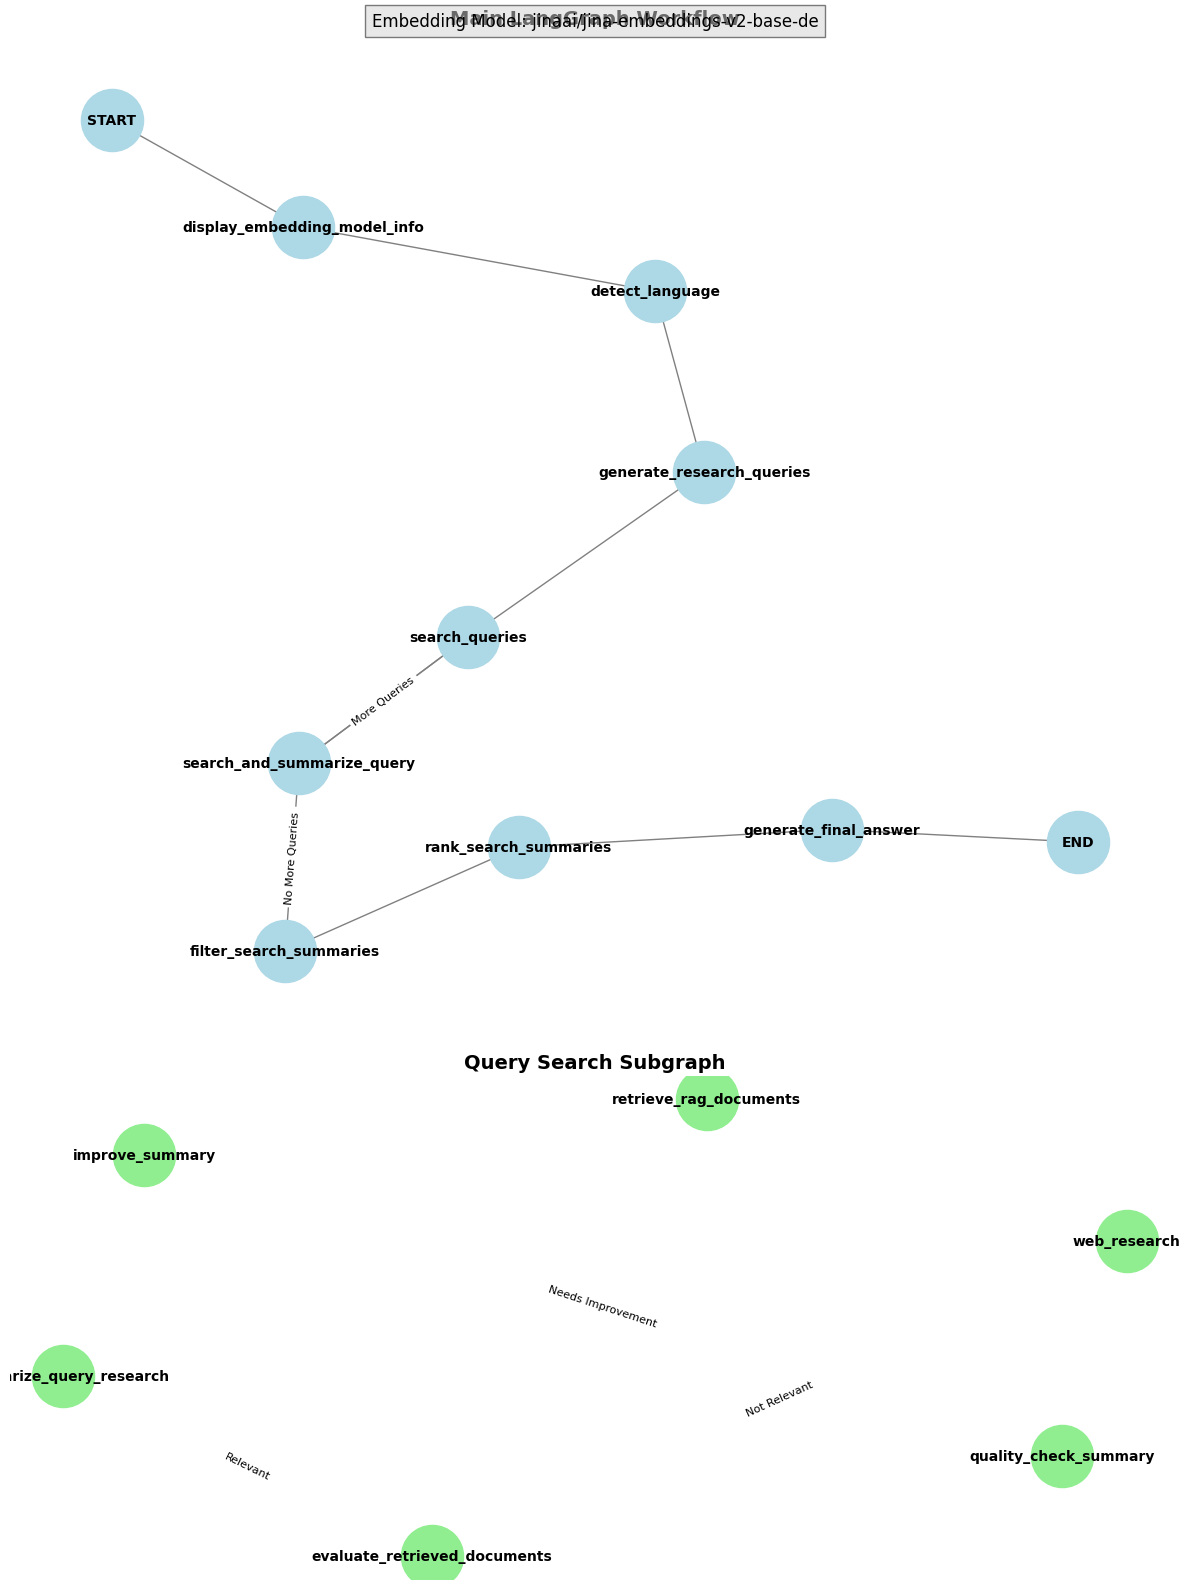 Main LangGraph Workflow
Embedding Model: jinaai/jina-embeddings-v2-base-de
START
display_embedding_model_info
detect_language
generate_research_queries
search_queries
More Queries
search_and_summarize_query
No More Queries
generate_final_answer
END
rank_search_summaries
filter_search_summaries
Query Search Subgraph
retrieve_rag_documents
improve_summary
web_research
Needs Improvement
arize_query_research
Not Relevant
Relevant
quality_check_summary
evaluate_retrieved_documents